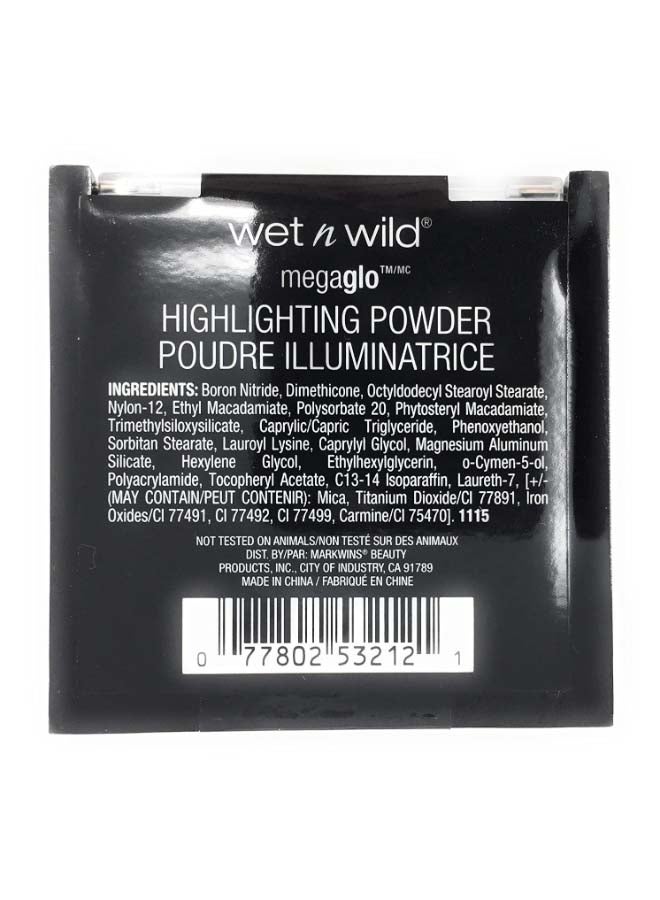 wet n wild®
megaglo™/MC
HIGHLIGHTING POWDER
POUDRE ILLUMINATRICE
INGREDIENTS: Boron Nitride, Dimethicone, Octyldodecyl Stearoyl Stearate,
Nylon-12, Ethyl Macadamiate, Polysorbate 20, Phytosteryl Macadamiate,
Trimethylsiloxysilicate, Caprylic/Capric Triglyceride, Phenoxyethanol,
Sorbitan Stearate, Lauroyl Lysine, Caprylyl Glycol, Magnesium Aluminum
Silicate, Hexylene Glycol, Ethylhexylglycerin, o-Cymen-5-ol,
Polyacrylamide, Tocopheryl Acetate, C13-14 Isoparaffin, Laureth-7, [+/-
(MAY CONTAIN/PEUT CONTENIR): Mica, Titanium Dioxide/CI 77891, Iron
Oxides/CI 77491, CI 77492, CI 77499, Carmine/CI 75470]. 1115
NOT TESTED ON ANIMALS/NON TESTÉ SUR DES ANIMAUX
DIST. BY/PAR: MARKWINS® BEAUTY
PRODUCTS, INC., CITY OF INDUSTRY, CA 91789
MADE IN CHINA / FABRIQUÉ EN CHINE
0 77802 53212 1